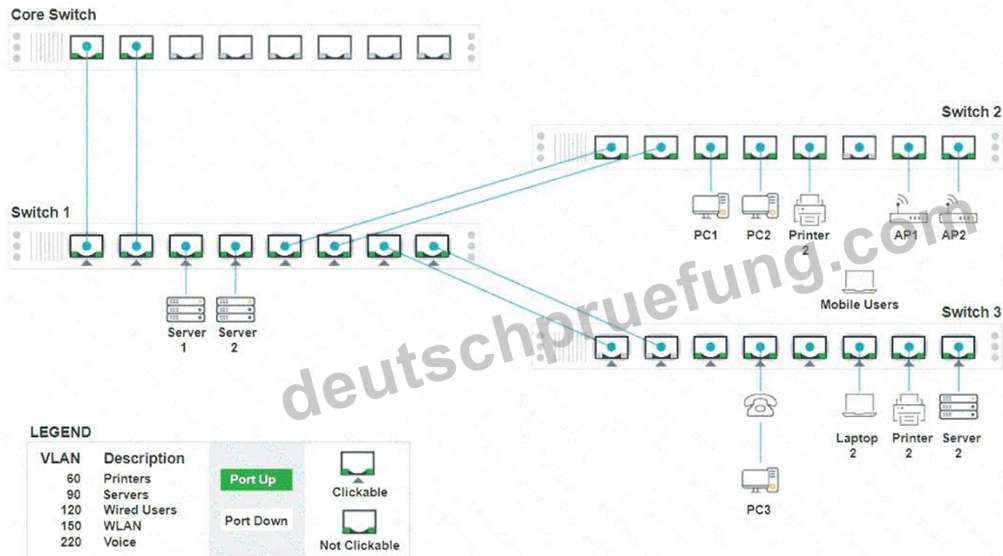 Core Switch
Switch 2
PC1 PC2 Printer 2 AP1 AP2
Mobile Users
Switch 1
Server 1 Server 2
Switch 3
Laptop 2 Printer 2 Server 2
PC3
deutschpruefung.com
LEGEND
VLAN Description
60 Printers
90 Servers
120 Wired Users
150 WLAN
220 Voice
Port Up
Port Down
Clickable
Not Clickable